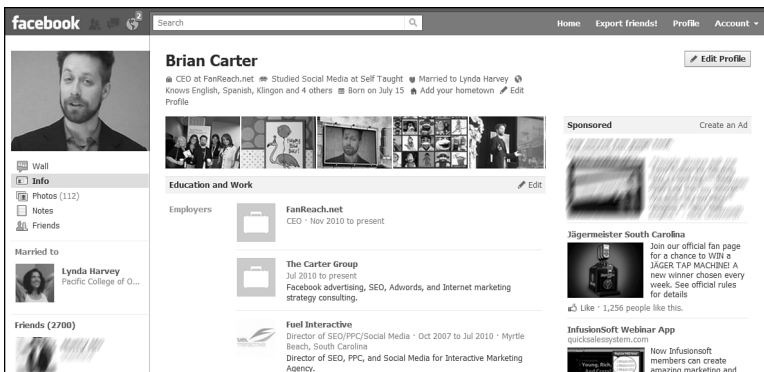 facebook
2
Search
Home Export friends! Profile Account
Brian Carter
Edit Profile
CEO at FanReach.net Studied Social Media at Self Taught Married to Lynda Harvey
Knows English, Spanish, Klingon and 4 others Born on July 15 Add your hometown Edit
Profile
Wall
Info
Photos (112)
Notes
Friends
Married to
Lynda Harvey
Pacific College of O...
Friends (2700)
Education and Work
Edit
Employers
FanReach.net
CEO · Nov 2010 to present
The Carter Group
Jul 2010 to present
Facebook advertising, SEO, Adwords, and Internet marketing
strategy consulting.
Fuel Interactive
Director of SEO/PPC/Social Media · Oct 2007 to Jul 2010 · Myrtle
Beach, South Carolina
Director of SEO, PPC, and Social Media for Interactive Marketing
Agency.
Sponsored
Create an Ad
Jägermeister South Carolina
Join our official fan page
for a chance to WIN a
JÄGER TAP MACHINE! A
new winner chosen every
week. See official rules
for details
Like · 1,256 people like this.
InfusionSoft Webinar App
quicksalessystem.com
Now Infusionsoft
members can create
amazing marketing and